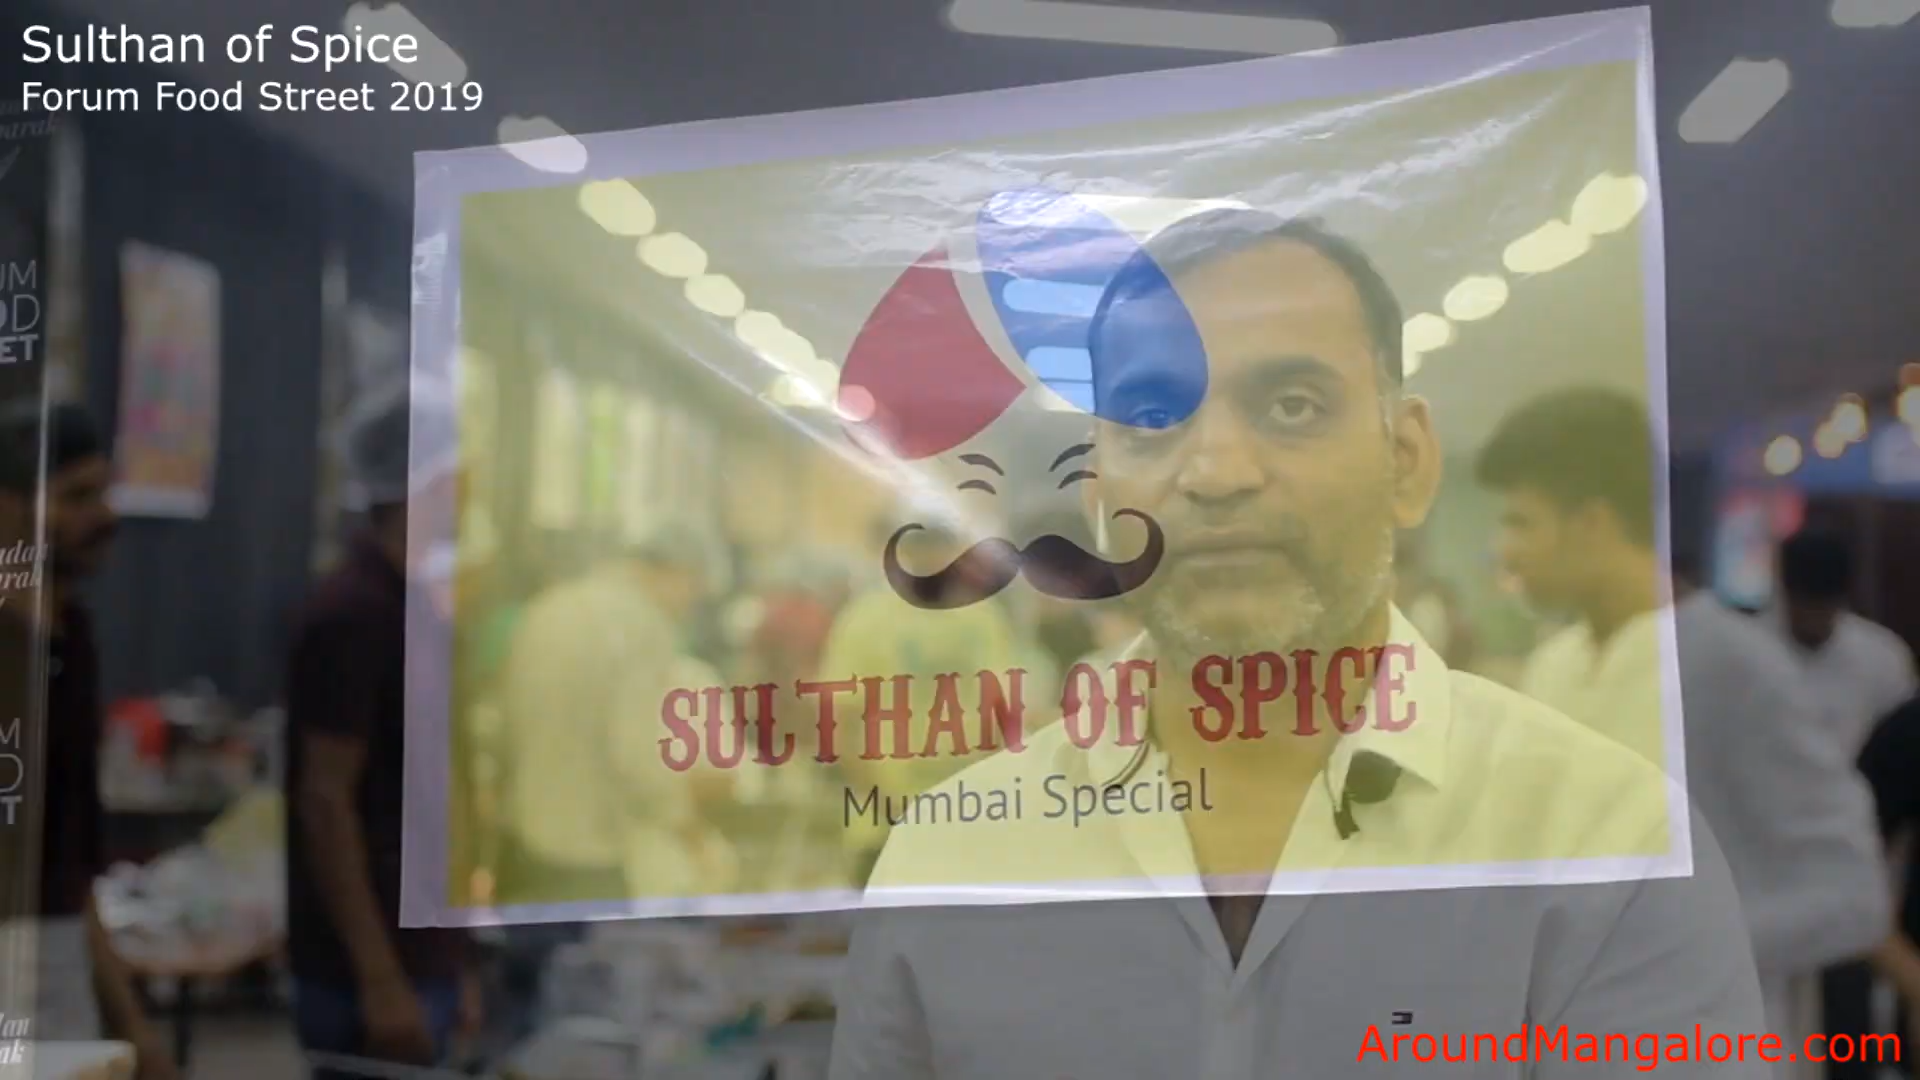 Sulthan of Spice
Forum Food Street 2019
SULTHAN OF SPICE
Mumbai Special
AroundMangalore.com